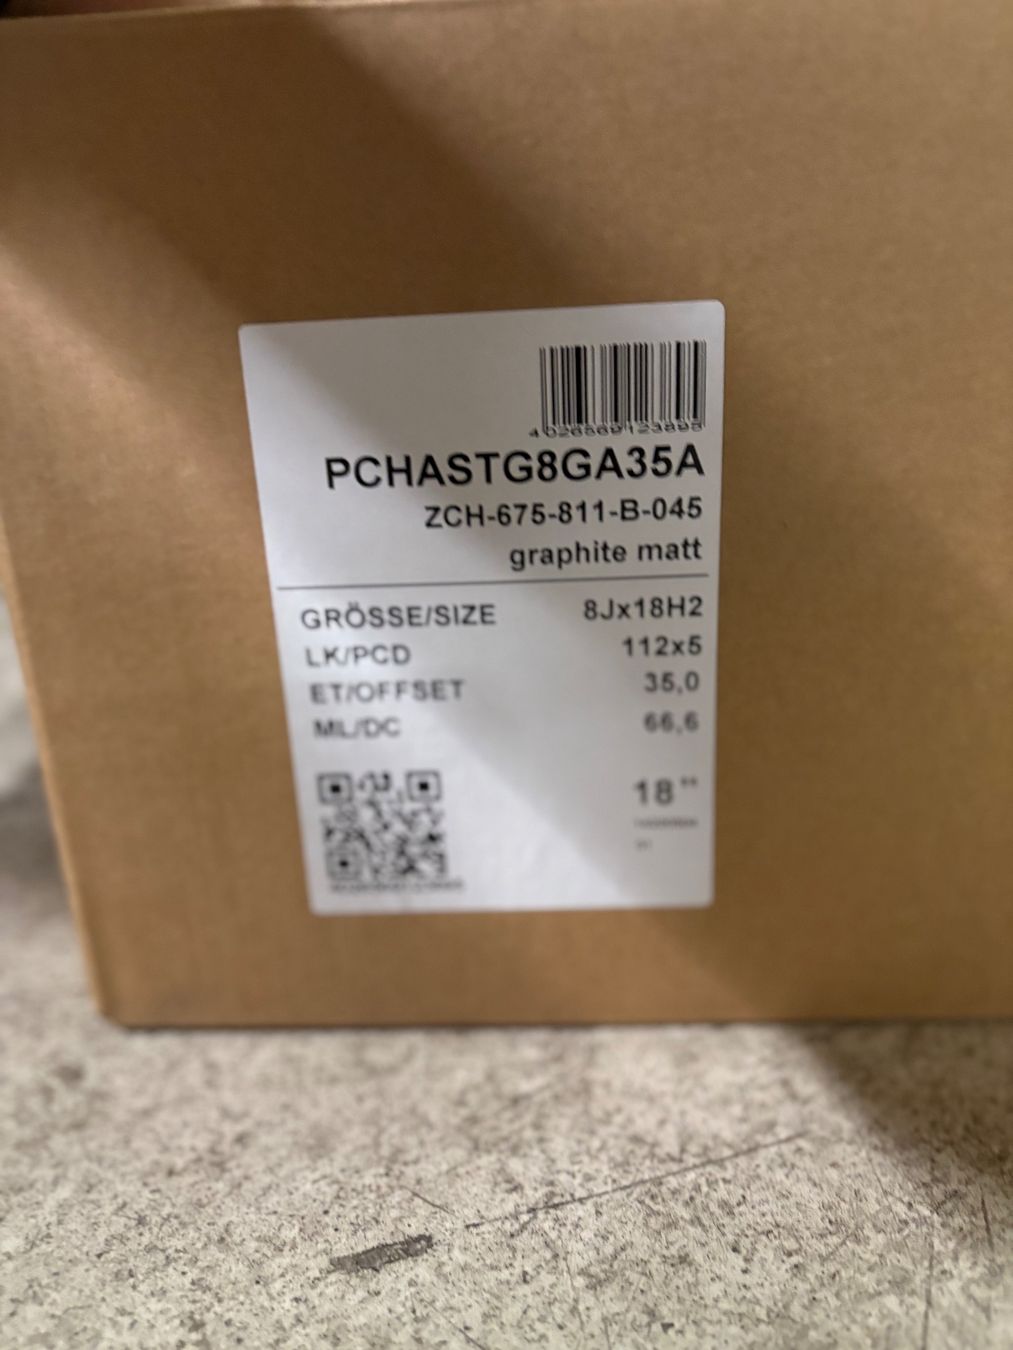 4026569123895
PCHASTG8GA35A
ZCH-675-811-B-045
graphite matt
GRÖSSE/SIZE 8Jx18H2
LK/PCD 112x5
ET/OFFSET 35,0
ML/DC 66,6
18"